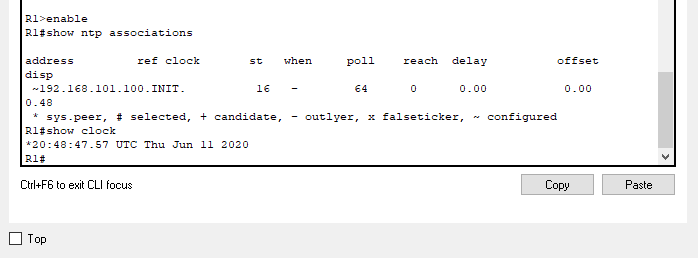 R1>enable
R1#show ntp associations
address ref clock st when poll reach delay offset
disp
~192.168.101.100.INIT. 16 - 64 0 0.00 0.00
0.48
* sys.peer, # selected, + candidate, - outlyer, x falseticker, ~ configured
R1#show clock
*20:48:47.57 UTC Thu Jun 11 2020
R1#
Ctrl+F6 to exit CLI focus
Copy
Paste
Top